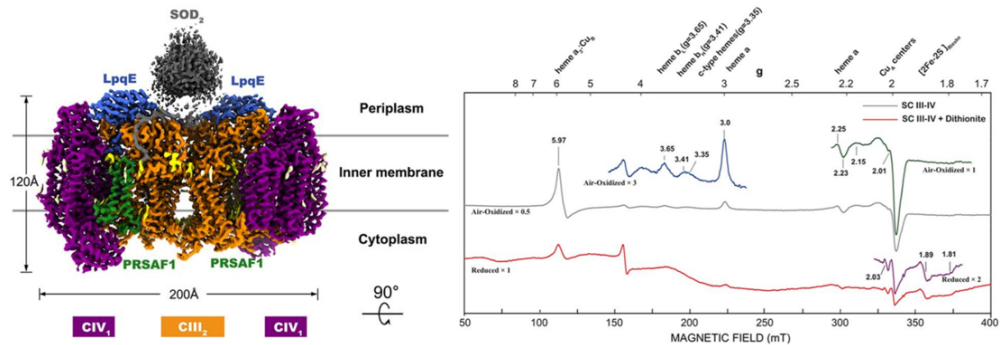 SOD2
LpqE
LpqE
Periplasm
Inner membrane
Cytoplasm
120Å
PRSAF1
PRSAF1
200Å
90°
CIV1
CIII2
CIV1
heme a3-CuB
heme bL(g=3.65)
heme bH(g=3.41)
c-type hemes(g=3.35)
heme a
heme a
CuA centers
[2Fe-2S]Rieske
g
8 7 6 5 4 3 2.5 2.2 2 1.8 1.7
SC III-IV
SC III-IV + Dithionite
5.97
3.65
3.41
3.35
3.0
2.25
2.23
2.15
2.01
Air-Oxidized × 3
Air-Oxidized × 1
Air-Oxidized × 0.5
1.89
1.81
2.03
Reduced × 1
Reduced × 2
50 100 150 200 250 300 350 400
MAGNETIC FIELD (mT)